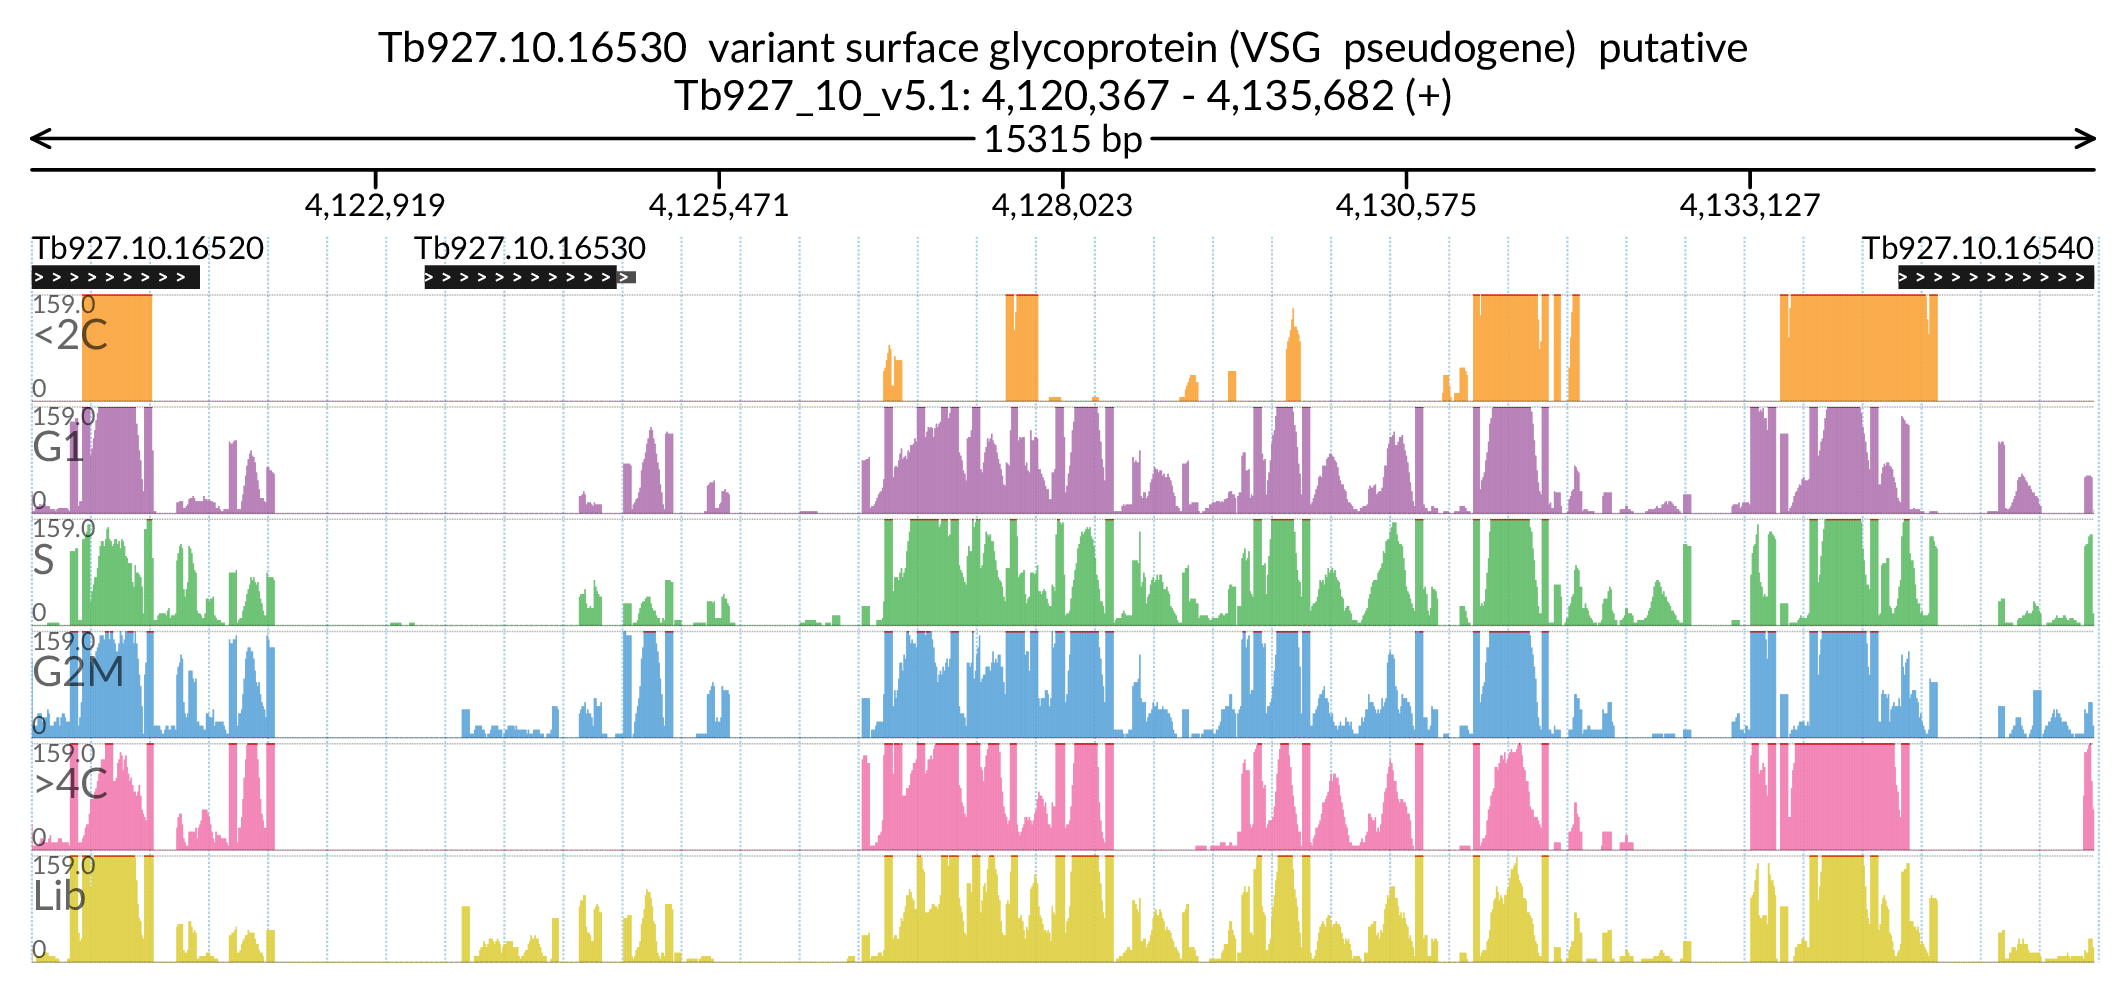 Tb927.10.16530  variant surface glycoprotein (VSG  pseudogene)  putative
Tb927_10_v5.1: 4,120,367 - 4,135,682 (+)
15315 bp
4,122,919 4,125,471 4,128,023 4,130,575 4,133,127
Tb927.10.16520 Tb927.10.16530 Tb927.10.16540
159.0
<2C
0
159.0
G1
0
159.0
S
0
159.0
G2M
0
159.0
>4C
0
159.0
Lib
0